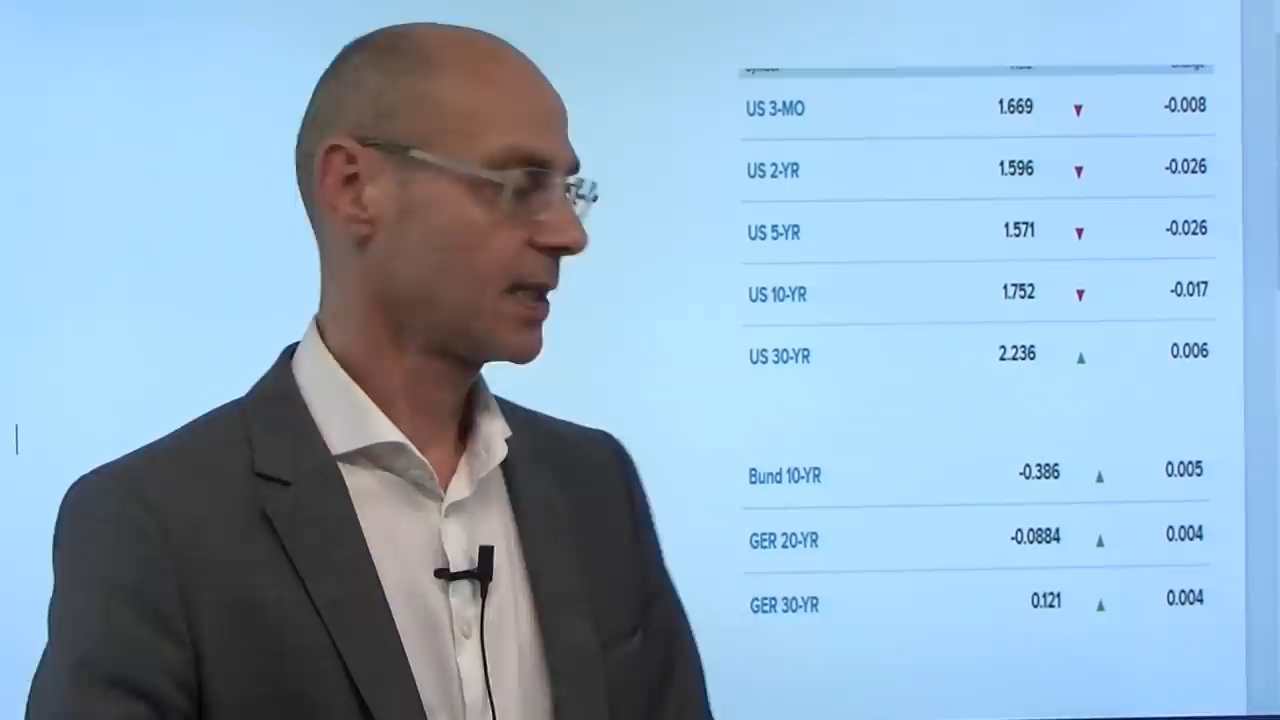 US 3-MO 1.669 ▼ -0.008
US 2-YR 1.596 ▼ -0.026
US 5-YR 1.571 ▼ -0.026
US 10-YR 1.752 ▼ -0.017
US 30-YR 2.236 ▲ 0.006
Bund 10-YR -0.386 ▲ 0.005
GER 20-YR -0.0884 ▲ 0.004
GER 30-YR 0.121 ▲ 0.004